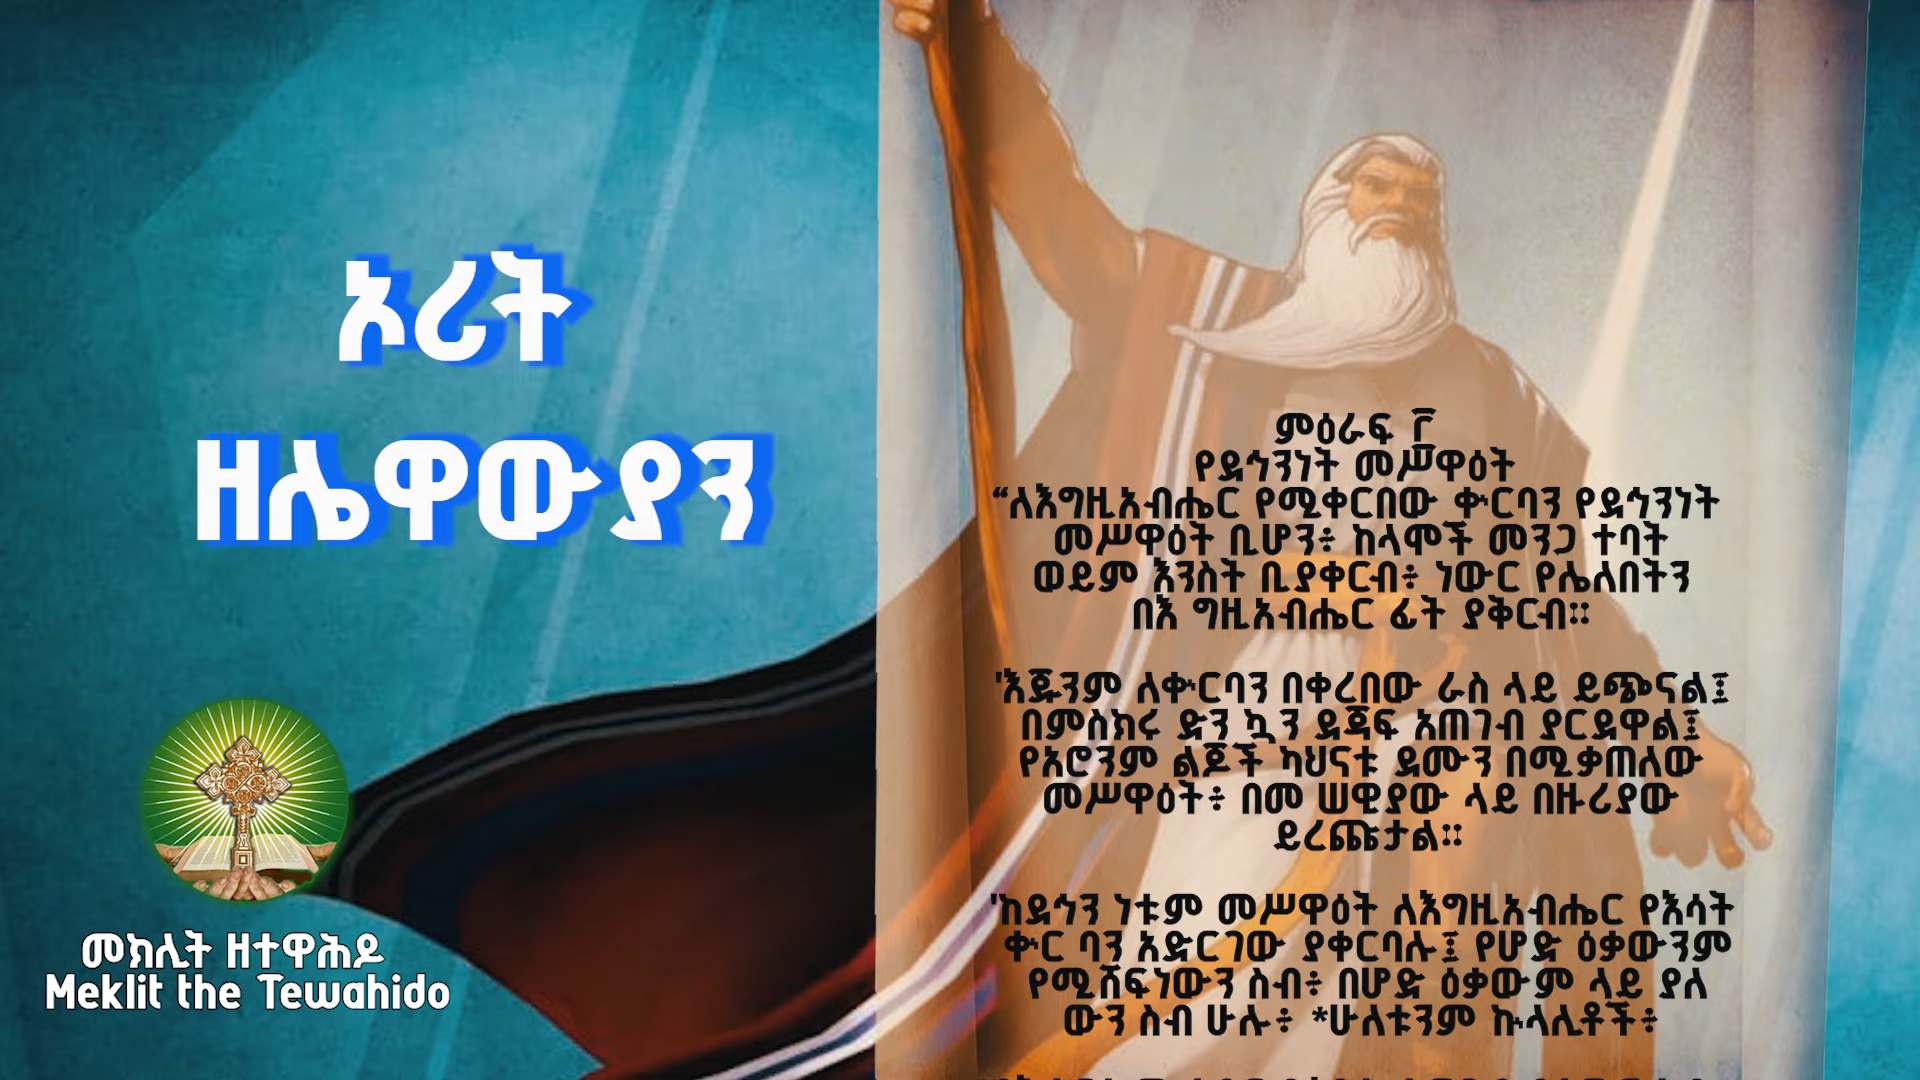 ኦሪት
ዘሌዋውያን
መክሊት ዘተዋሕዶ
Meklit the Tewahido
ምዕራፍ ፫
የደኅንነት መሥዋዕት
“ለእግዚአብሔር የሚቀርበው ቍርባን የደኅንነት
መሥዋዕት ቢሆን፥ ከላሞች መንጋ ተባት
ወይም እንስት ቢያቀርብ፥ ነውር የሌለበትን
በእ ግዚአብሔር ፊት ያቅርብ።
'እጁንም ለቍርባን በቀረበው ራስ ላይ ይጭናል፤
በምስክሩ ድን ኳን ደጃፍ አጠገብ ያርደዋል፤
የአሮንም ልጆች ካህናቱ ደሙን በሚቃጠለው
መሥዋዕት፥ በመ ሠዊያው ላይ በዙሪያው
ይረጩታል።
'ከደኅን ነቱም መሥዋዕት ለእግዚአብሔር የእሳት
ቍር ባን አድርገው ያቀርባሉ፤ የሆድ ዕቃውንም
የሚሸፍነውን ስብ፥ በሆድ ዕቃውም ላይ ያለ
ውን ስብ ሁሉ፥ *ሁለቱንም ኩላሊቶች፥